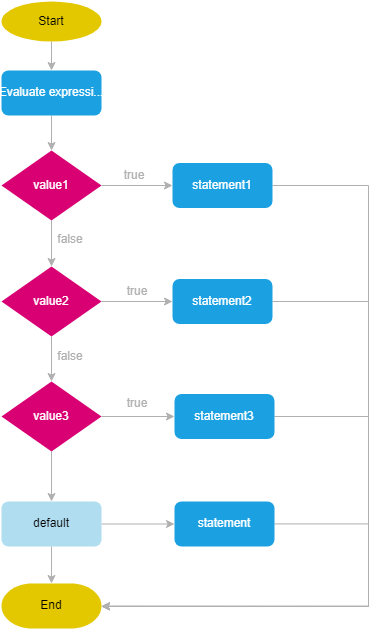 Start
Evaluate expressi...
value1
true
statement1
false
value2
true
statement2
false
value3
true
statement3
default
statement
End